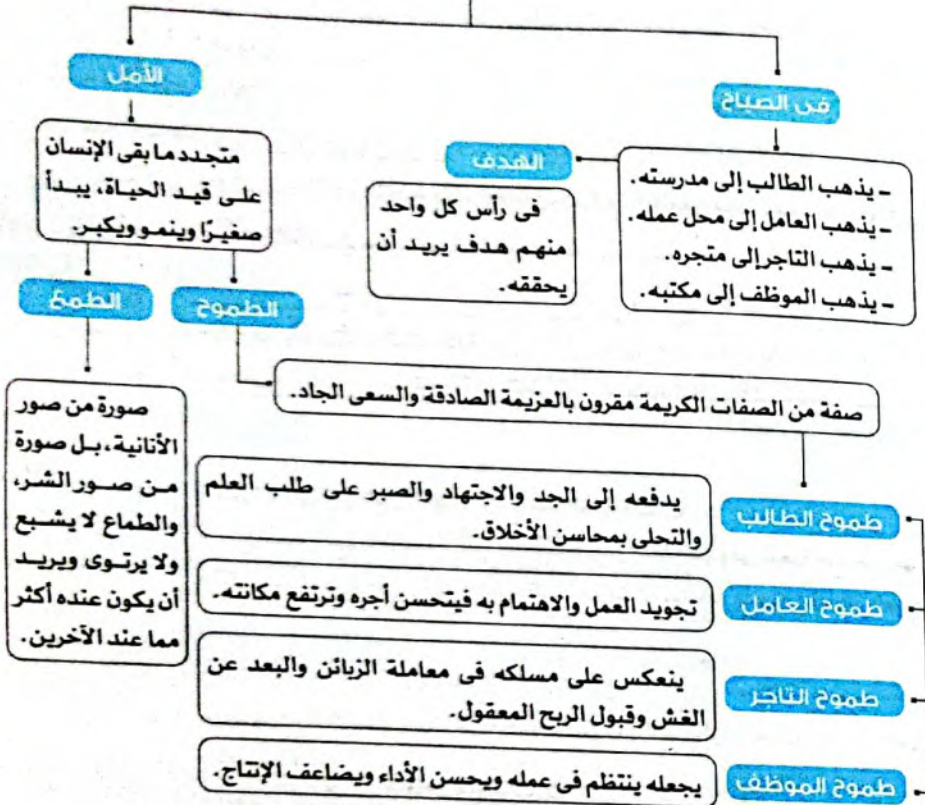 فى الصباح
- يذهب الطالب إلى مدرسته.
- يذهب العامل إلى محل عمله.
- يذهب التاجر إلى متجره.
- يذهب الموظف إلى مكتبه.
الهدف
فى رأس كل واحد
منهم هدف يريد أن
يحققه.
الأمل
متجدد ما بقى الإنسان
على قيد الحياة، يبدأ
صغيرًا وينمو ويكبر.
الطموح
صفة من الصفات الكريمة مقرون بالعزيمة الصادقة والسعى الجاد.
طموح الطالب
يدفعه إلى الجد والاجتهاد والصبر على طلب العلم
والتحلى بمحاسن الأخلاق.
طموح العامل
تجويد العمل والاهتمام به فيتحسن أجره وترتفع مكانته.
طموح التاجر
ينعكس على مسلكه فى معاملة الزبائن والبعد عن
الغش وقبول الربح المعقول.
طموح الموظف
يجعله ينتظم فى عمله ويحسن الأداء ويضاعف الإنتاج.
الطمع
صورة من صور
الأنانية، بل صورة
من صور الشر،
والطماع لا يشبع
ولا يرتوى ويريد
أن يكون عنده أكثر
مما عند الآخرين.